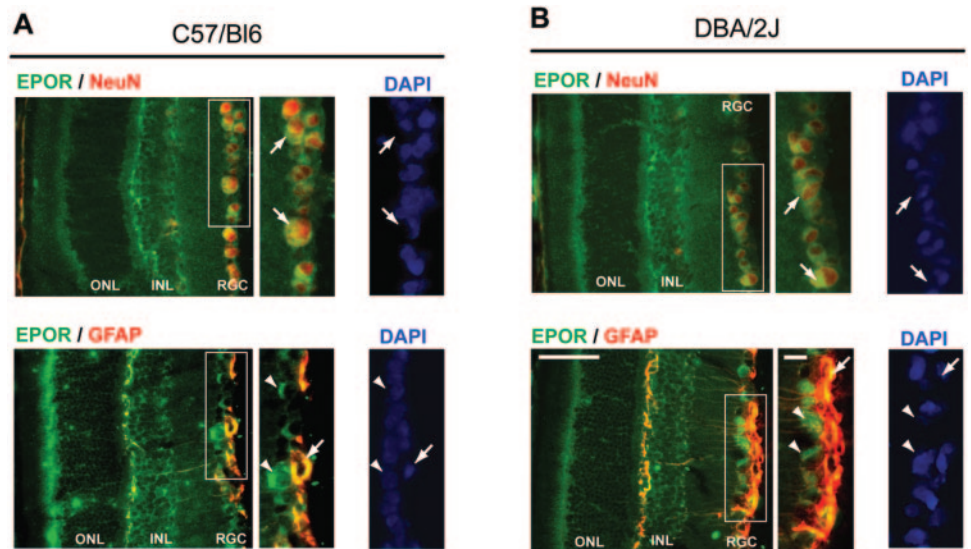 A
C57/Bl6
EPOR / NeuN
DAPI
ONL INL RGC
EPOR / GFAP
DAPI
ONL INL RGC
B
DBA/2J
EPOR / NeuN
DAPI
RGC
ONL INL
EPOR / GFAP
DAPI
ONL INL RGC